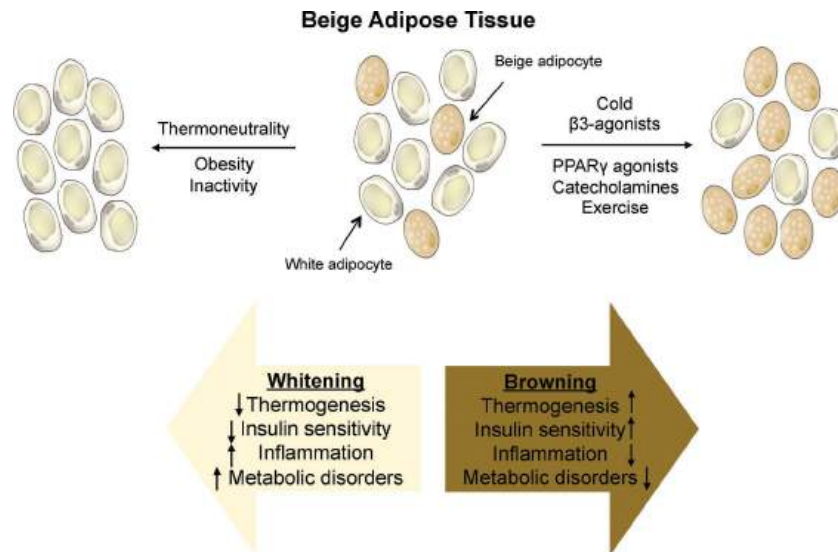 Beige Adipose Tissue
Beige adipocyte
Thermoneutrality
Obesity
Inactivity
Cold
β3-agonists
PPARγ agonists
Catecholamines
Exercise
White adipocyte
Whitening
↓ Thermogenesis
↓ Insulin sensitivity
↑ Inflammation
↑ Metabolic disorders
Browning
Thermogenesis ↑
Insulin sensitivity ↑
Inflammation ↓
Metabolic disorders ↓